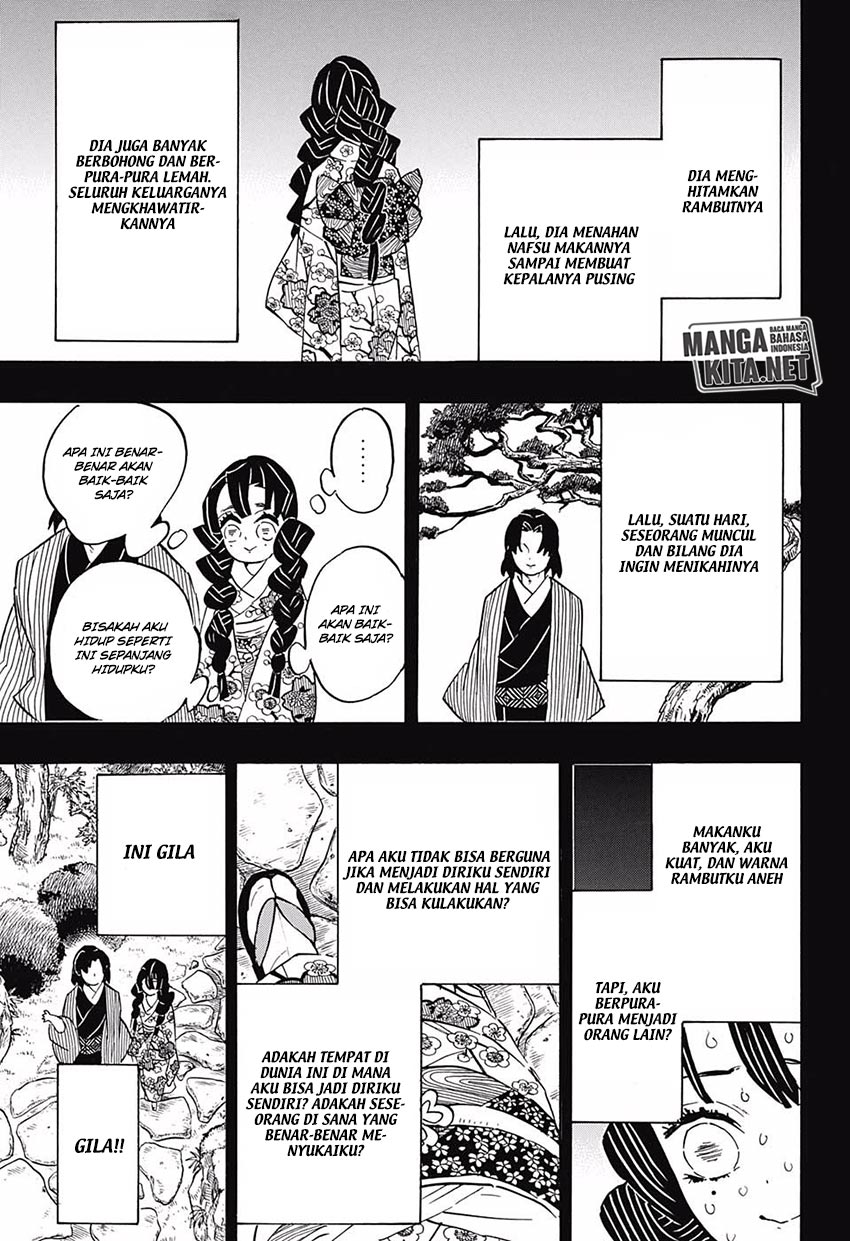 DIA MENG-
HITAMKAN
RAMBUTNYA
LALU, DIA MENAHAN
NAFSU MAKANNYA
SAMPAI MEMBUAT
KEPALANYA PUSING
DIA JUGA BANYAK
BERBOHONG DAN BER-
PURA-PURA LEMAH.
SELURUH KELUARGANYA
MENGKHAWATIR-
KANNYA
MANGA
BACA MANGA
BAHASA
INDONESIA
KITA.NET
LALU, SUATU HARI,
SESEORANG MUNCUL
DAN BILANG DIA
INGIN MENIKAHINYA
........
APA INI
AKAN BAIK-
BAIK SAJA?
APA INI BENAR-
BENAR AKAN
BAIK-BAIK
SAJA?
BISAKAH AKU
HIDUP SEPERTI
INI SEPANJANG
HIDUPKU?
MAKANKU
BANYAK, AKU
KUAT, DAN WARNA
RAMBUTKU ANEH
TAPI, AKU
BERPURA-
PURA MENJADI
ORANG LAIN?
APA AKU TIDAK BISA BERGUNA
JIKA MENJADI DIRIKU SENDIRI
DAN MELAKUKAN HAL YANG
BISA KULAKUKAN?
ADAKAH TEMPAT DI
DUNIA INI DI MANA
AKU BISA JADI DIRIKU
SENDIRI? ADAKAH SESE-
ORANG DI SANA YANG
BENAR-BENAR ME-
NYUKAIKU?
INI GILA
GILA!!